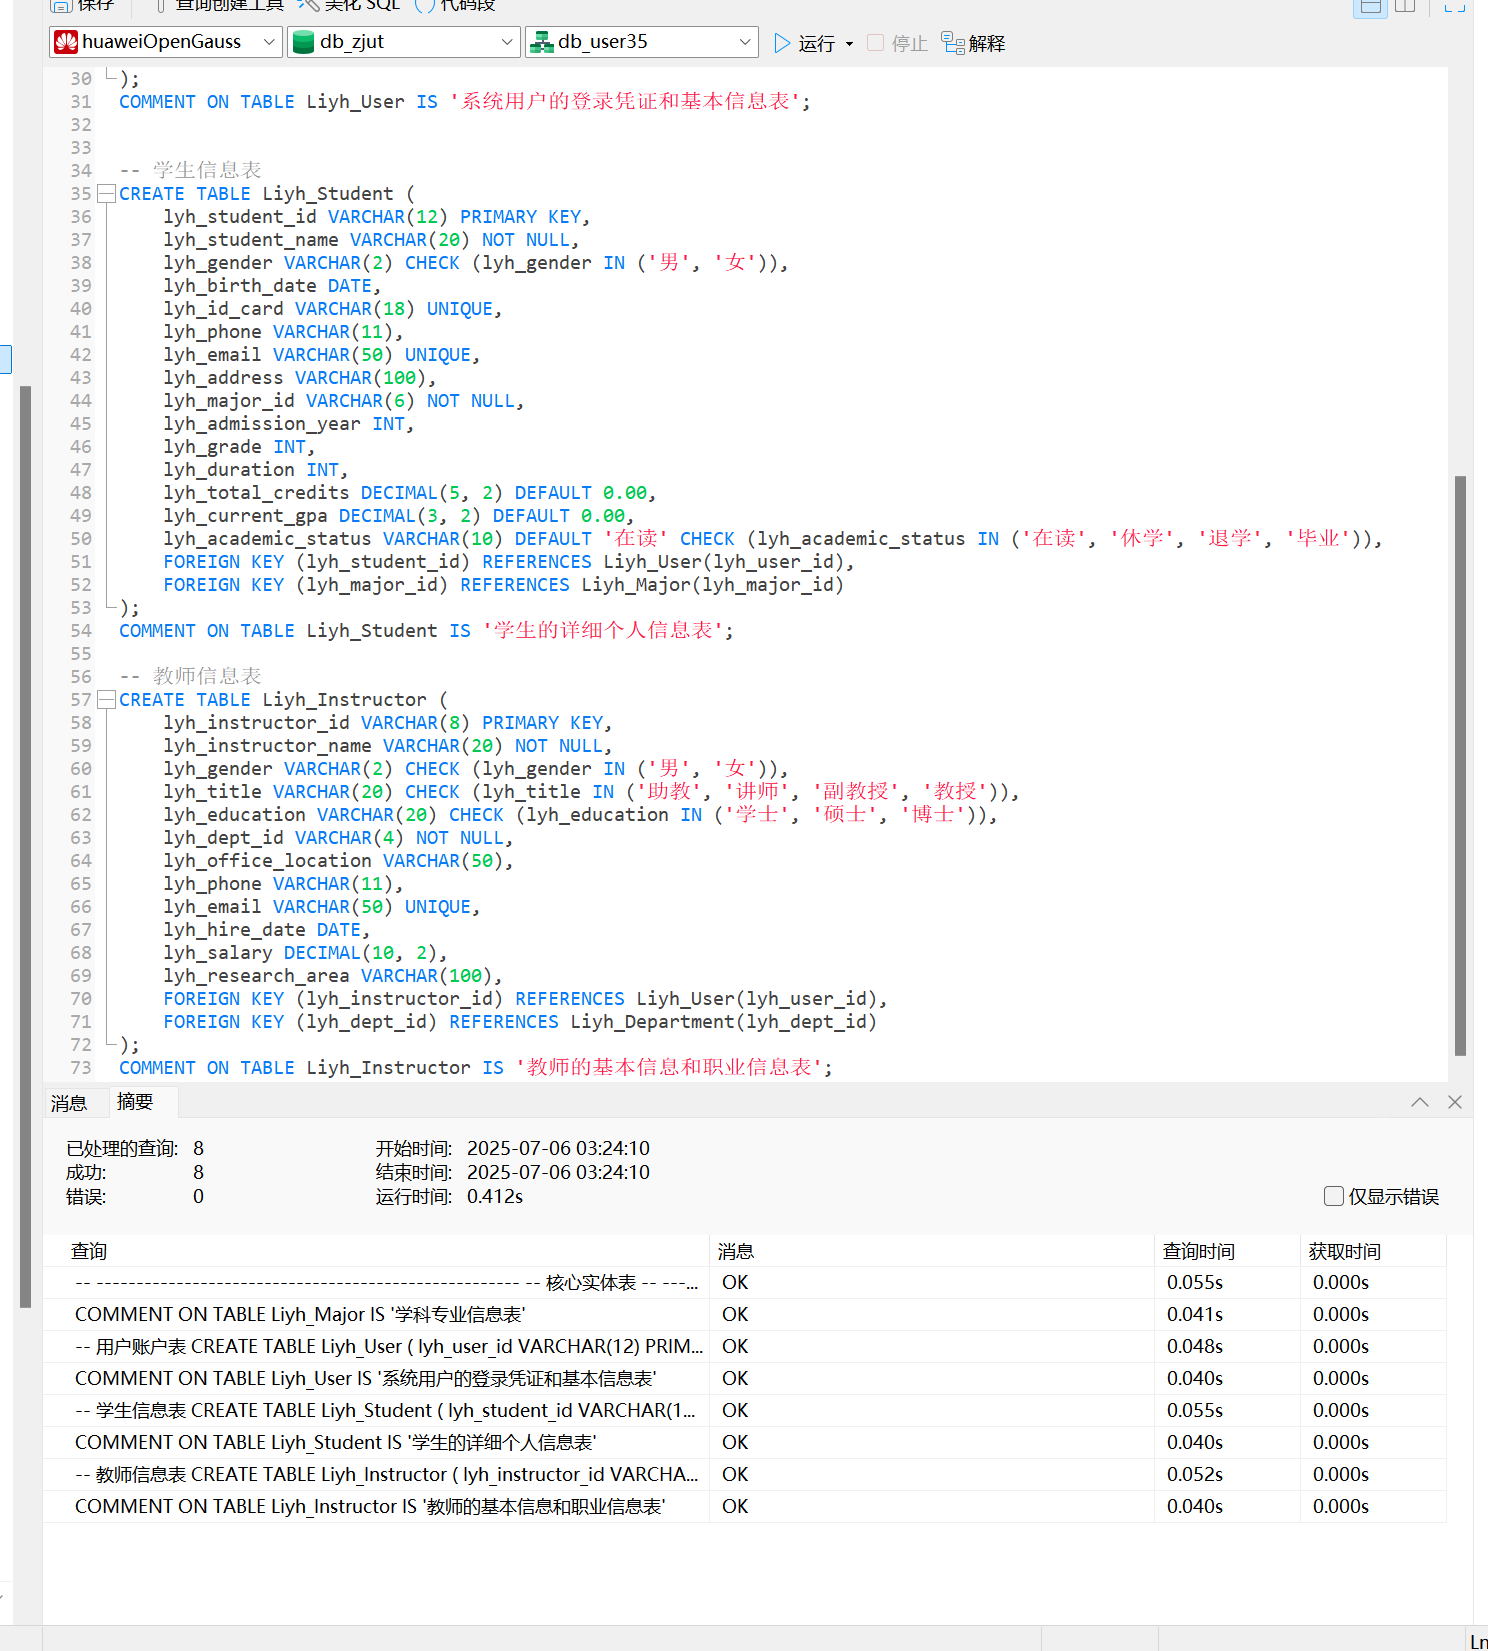 保存 查询创建工具 美化 SQL () 代码段
huaweiOpenGauss db_zjut db_user35 运行 停止 解释
30 );
31 COMMENT ON TABLE Liyh_User IS '系统用户的登录凭证和基本信息表';
32
33
34 -- 学生信息表
35 CREATE TABLE Liyh_Student (
36 lyh_student_id VARCHAR(12) PRIMARY KEY,
37 lyh_student_name VARCHAR(20) NOT NULL,
38 lyh_gender VARCHAR(2) CHECK (lyh_gender IN ('男', '女')),
39 lyh_birth_date DATE,
40 lyh_id_card VARCHAR(18) UNIQUE,
41 lyh_phone VARCHAR(11),
42 lyh_email VARCHAR(50) UNIQUE,
43 lyh_address VARCHAR(100),
44 lyh_major_id VARCHAR(6) NOT NULL,
45 lyh_admission_year INT,
46 lyh_grade INT,
47 lyh_duration INT,
48 lyh_total_credits DECIMAL(5, 2) DEFAULT 0.00,
49 lyh_current_gpa DECIMAL(3, 2) DEFAULT 0.00,
50 lyh_academic_status VARCHAR(10) DEFAULT '在读' CHECK (lyh_academic_status IN ('在读', '休学', '退学', '毕业')),
51 FOREIGN KEY (lyh_student_id) REFERENCES Liyh_User(lyh_user_id),
52 FOREIGN KEY (lyh_major_id) REFERENCES Liyh_Major(lyh_major_id)
53 );
54 COMMENT ON TABLE Liyh_Student IS '学生的详细个人信息表';
55
56 -- 教师信息表
57 CREATE TABLE Liyh_Instructor (
58 lyh_instructor_id VARCHAR(8) PRIMARY KEY,
59 lyh_instructor_name VARCHAR(20) NOT NULL,
60 lyh_gender VARCHAR(2) CHECK (lyh_gender IN ('男', '女')),
61 lyh_title VARCHAR(20) CHECK (lyh_title IN ('助教', '讲师', '副教授', '教授')),
62 lyh_education VARCHAR(20) CHECK (lyh_education IN ('学士', '硕士', '博士')),
63 lyh_dept_id VARCHAR(4) NOT NULL,
64 lyh_office_location VARCHAR(50),
65 lyh_phone VARCHAR(11),
66 lyh_email VARCHAR(50) UNIQUE,
67 lyh_hire_date DATE,
68 lyh_salary DECIMAL(10, 2),
69 lyh_research_area VARCHAR(100),
70 FOREIGN KEY (lyh_instructor_id) REFERENCES Liyh_User(lyh_user_id),
71 FOREIGN KEY (lyh_dept_id) REFERENCES Liyh_Department(lyh_dept_id)
72 );
73 COMMENT ON TABLE Liyh_Instructor IS '教师的基本信息和职业信息表';
消息 摘要
已处理的查询: 8 开始时间: 2025-07-06 03:24:10
成功: 8 结束时间: 2025-07-06 03:24:10
错误: 0 运行时间: 0.412s 仅显示错误
查询 消息 查询时间 获取时间
-- ----------------------------------------------------- -- 核心实体表 -- ---... OK 0.055s 0.000s
COMMENT ON TABLE Liyh_Major IS '学科专业信息表' OK 0.041s 0.000s
-- 用户账户表 CREATE TABLE Liyh_User ( lyh_user_id VARCHAR(12) PRIM... OK 0.048s 0.000s
COMMENT ON TABLE Liyh_User IS '系统用户的登录凭证和基本信息表' OK 0.040s 0.000s
-- 学生信息表 CREATE TABLE Liyh_Student ( lyh_student_id VARCHAR(1... OK 0.055s 0.000s
COMMENT ON TABLE Liyh_Student IS '学生的详细个人信息表' OK 0.040s 0.000s
-- 教师信息表 CREATE TABLE Liyh_Instructor ( lyh_instructor_id VARCHA... OK 0.052s 0.000s
COMMENT ON TABLE Liyh_Instructor IS '教师的基本信息和职业信息表' OK 0.040s 0.000s
Ln